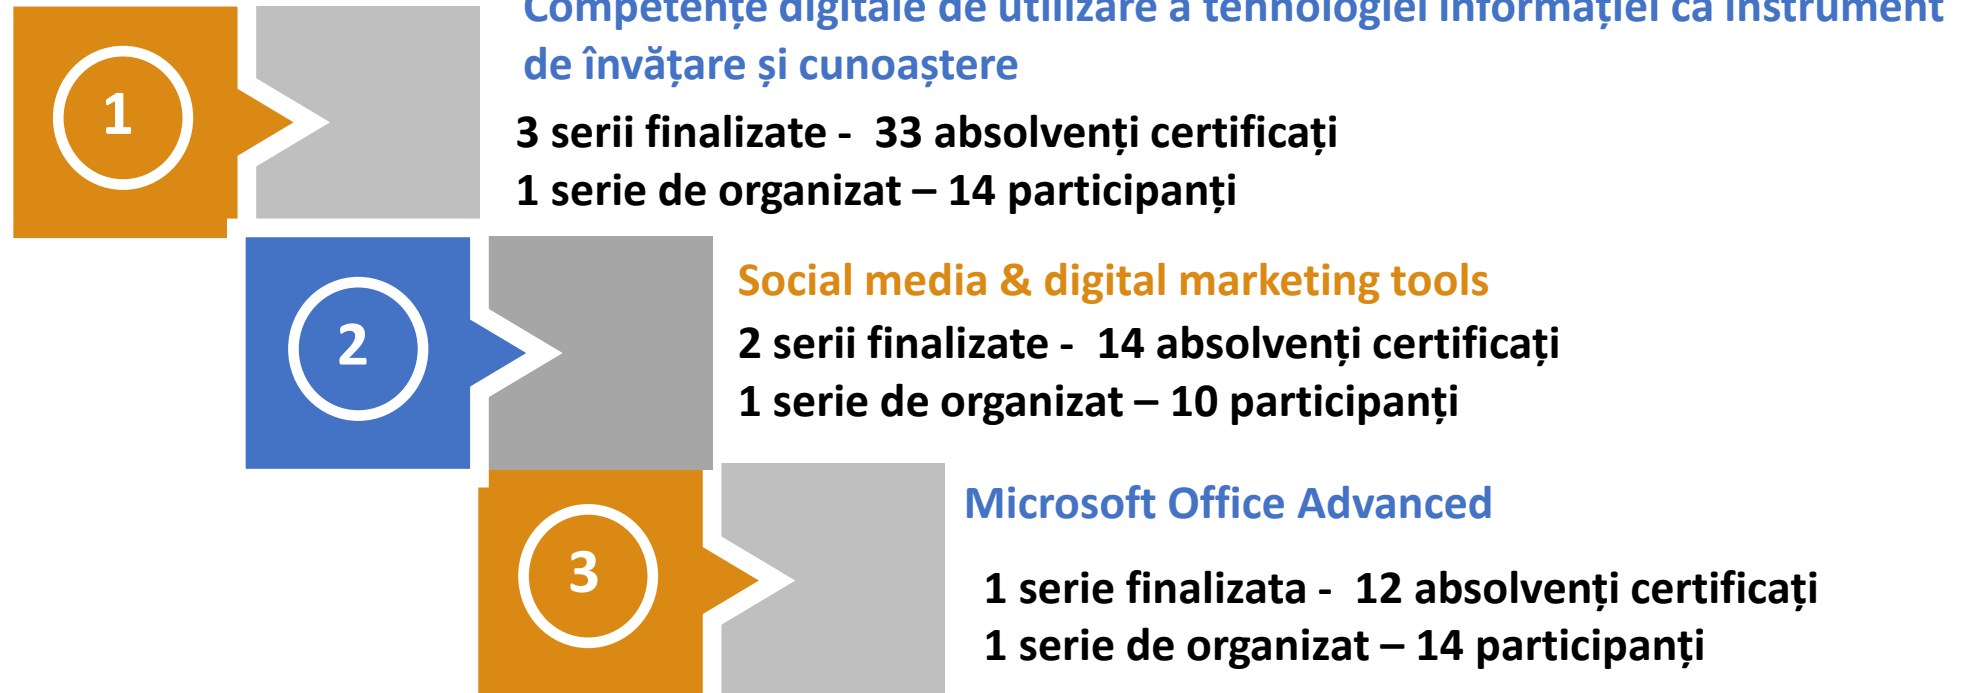 1
Competențe digitale de utilizare a tehnologiei informației ca instrument
de învățare și cunoaștere
3 serii finalizate -  33 absolvenți certificați
1 serie de organizat – 14 participanți
2
Social media & digital marketing tools
2 serii finalizate -  14 absolvenți certificați
1 serie de organizat – 10 participanți
3
Microsoft Office Advanced
1 serie finalizata -  12 absolvenți certificați
1 serie de organizat – 14 participanți